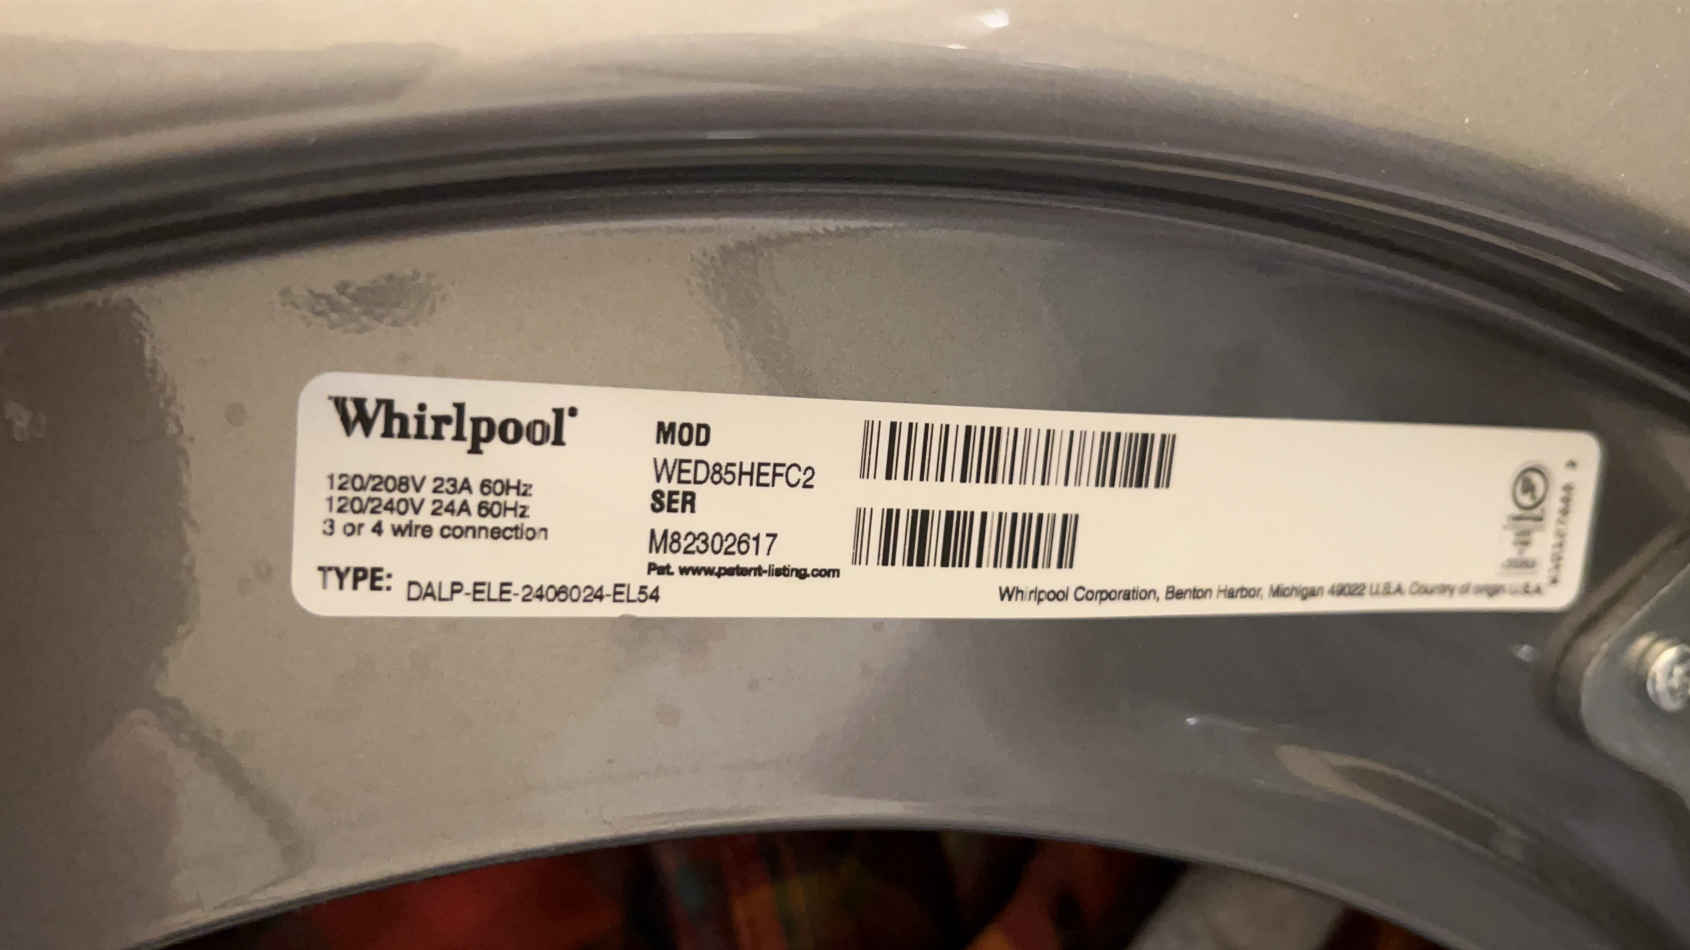 Whirlpool
120/208V 23A 60Hz
120/240V 24A 60Hz
3 or 4 wire connection
TYPE: DALP-ELE-2406024-EL54
MOD
WED85HEFC2
SER
M82302617
Pat. www.patent-listing.com
Whirlpool Corporation, Benton Harbor, Michigan 49022 U.S.A. Country of origin U.S.A.
UL